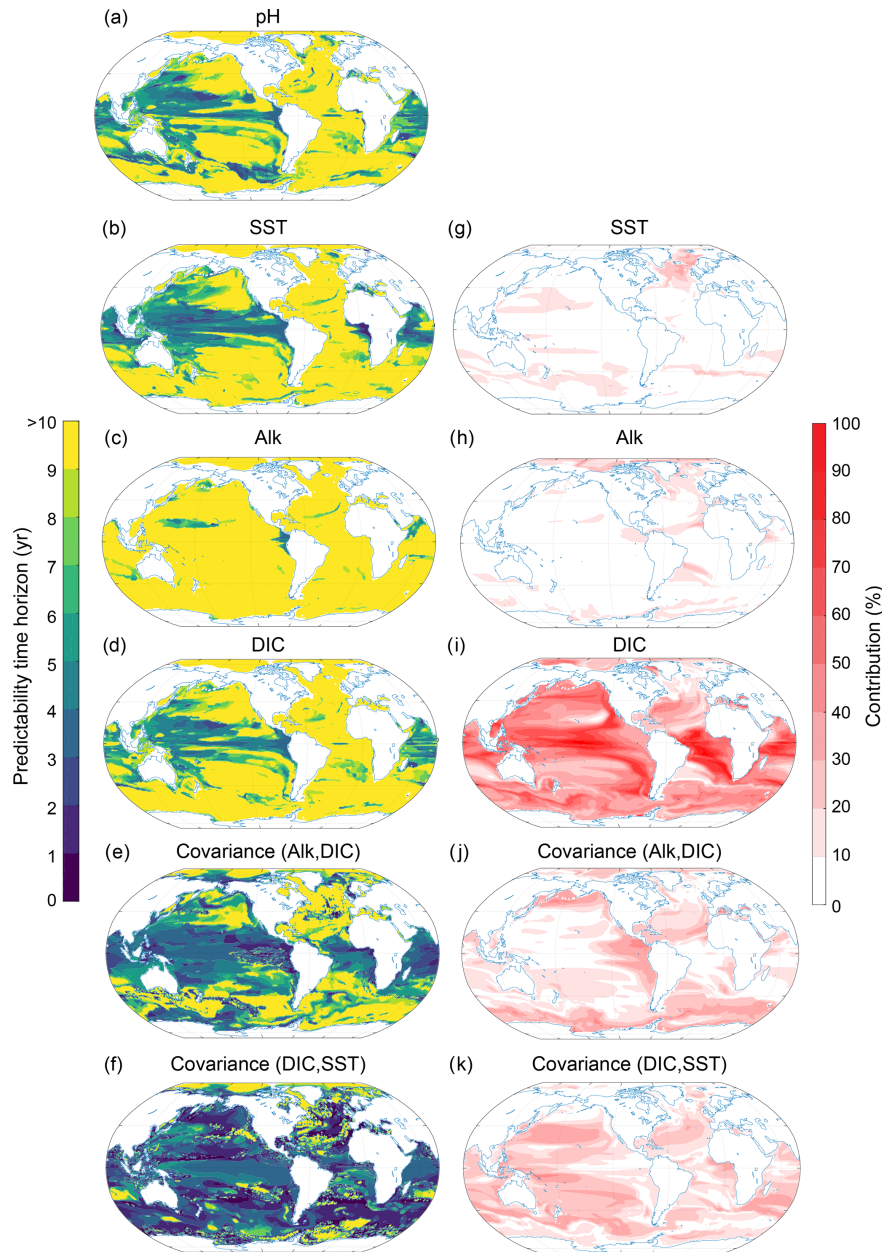 (a)
pH
(b)
SST
(g)
SST
(c)
Alk
(h)
Alk
(d)
DIC
(i)
DIC
(e)
Covariance (Alk,DIC)
(j)
Covariance (Alk,DIC)
(f)
Covariance (DIC,SST)
(k)
Covariance (DIC,SST)
Predictability time horizon (yr)
>10
9
8
7
6
5
4
3
2
1
0
Contribution (%)
100
90
80
70
60
50
40
30
20
10
0